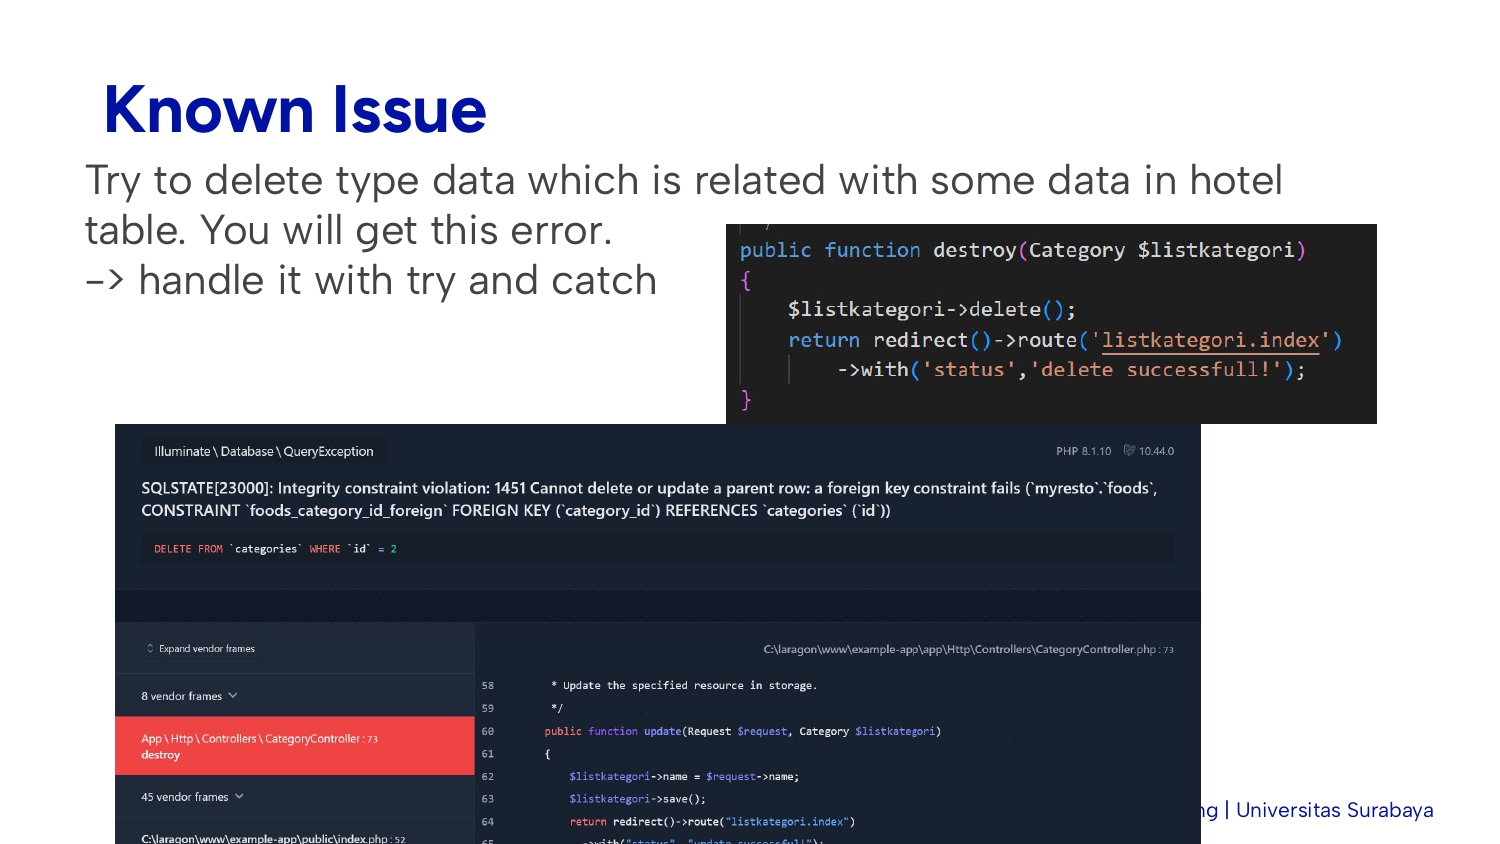 Known Issue
Try to delete type data which is related with some data in hotel
table. You will get this error.
-> handle it with try and catch
public function destroy(Category $listkategori)
{
$listkategori->delete();
return redirect()->route('listkategori.index')
->with('status','delete successfull!');
}
Illuminate\Database\QueryException
PHP 8.1.10 10.44.0
SQLSTATE[23000]: Integrity constraint violation: 1451 Cannot delete or update a parent row: a foreign key constraint fails (`myresto`.`foods`,
CONSTRAINT `foods_category_id_foreign` FOREIGN KEY (`category_id`) REFERENCES `categories` (`id`))
DELETE FROM `categories` WHERE `id` = 2
Expand vendor frames
8 vendor frames
App\Http\Controllers\CategoryController:73
destroy
45 vendor frames
C:\laragon\www\example-app\public\index.php:52
C:\laragon\www\example-app\app\Http\Controllers\CategoryController.php:73
58 * Update the specified resource in storage.
59 */
60 public function update(Request $request, Category $listkategori)
61 {
62 $listkategori->name = $request->name;
63 $listkategori->save();
64 return redirect()->route("listkategori.index")
65 ->with("status", "update successful!");
| Universitas Surabaya